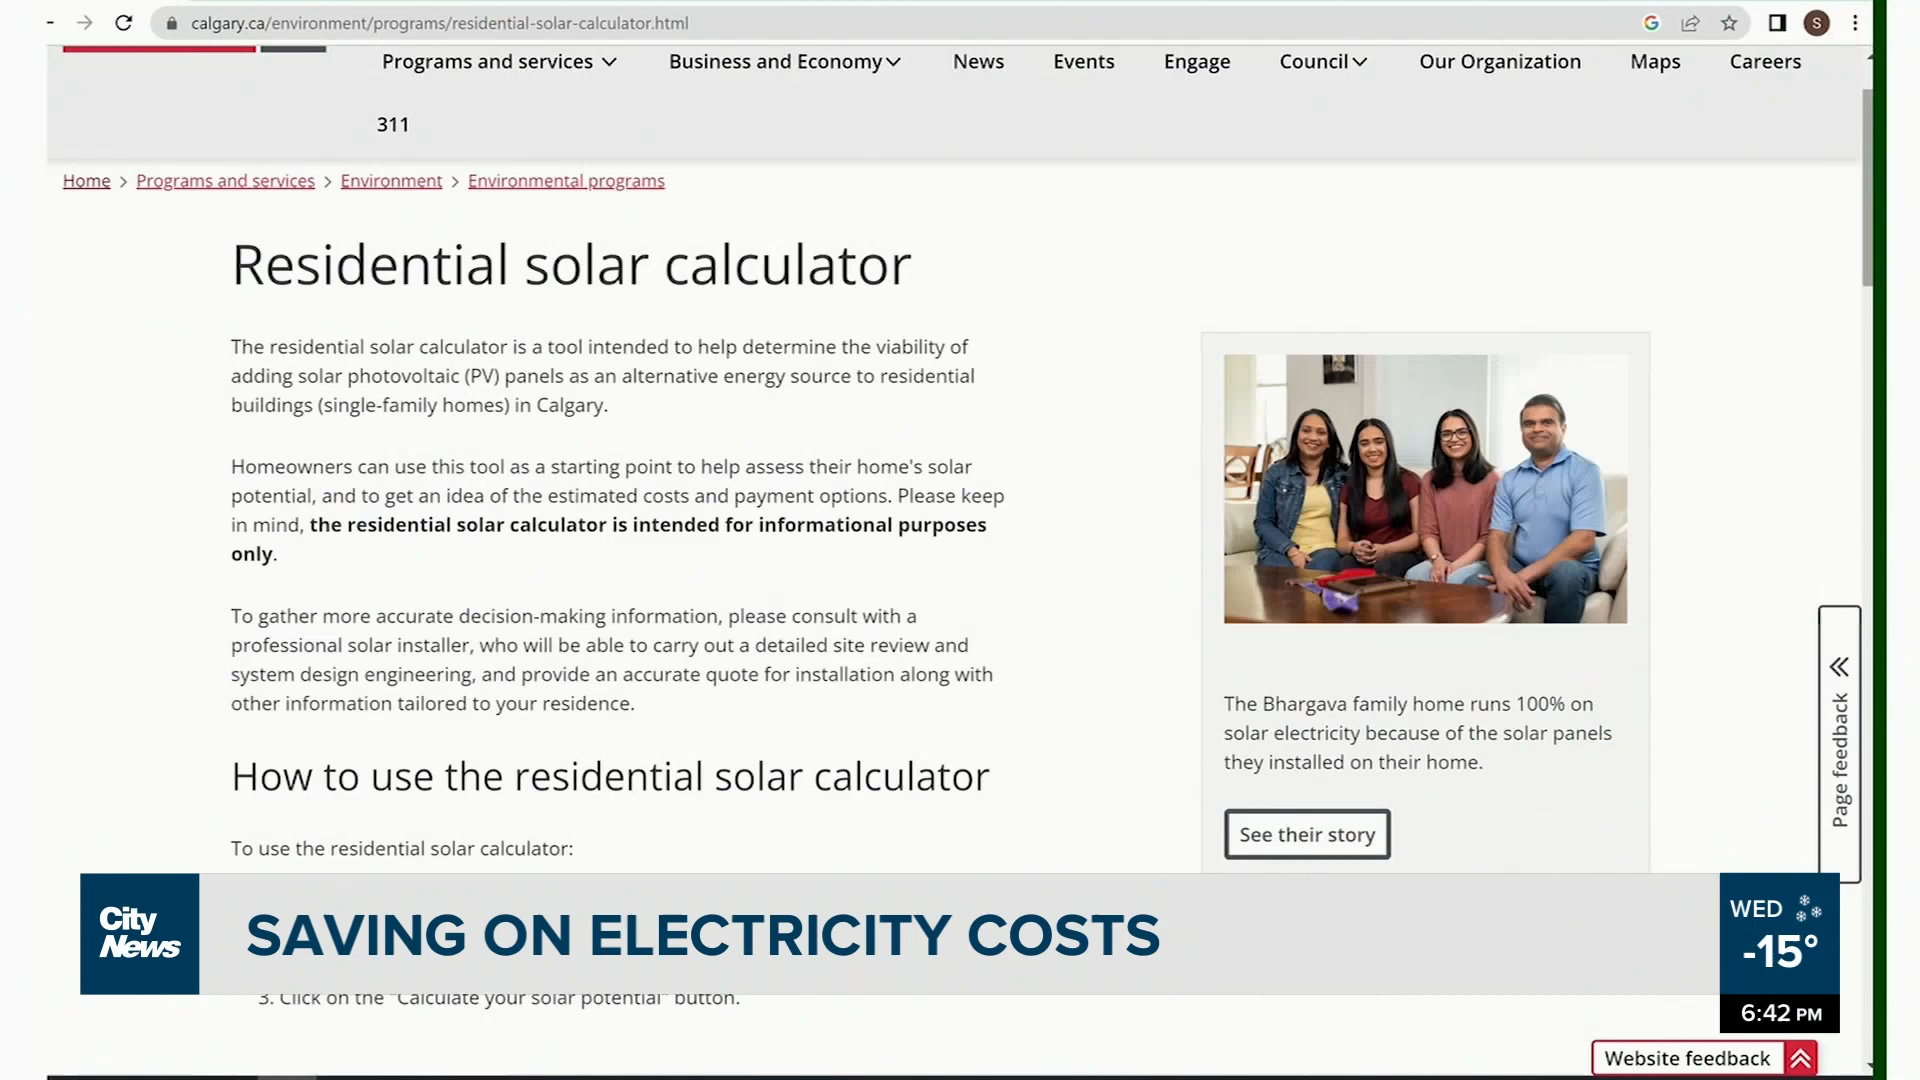 calgary.ca/environment/programs/residential-solar-calculator.html
S
Programs and services
Business and Economy
News
Events
Engage
Council
Our Organization
Maps
Careers
311
Home > Programs and services > Environment > Environmental programs
Residential solar calculator
The residential solar calculator is a tool intended to help determine the viability of
adding solar photovoltaic (PV) panels as an alternative energy source to residential
buildings (single-family homes) in Calgary.
Homeowners can use this tool as a starting point to help assess their home's solar
potential, and to get an idea of the estimated costs and payment options. Please keep
in mind, the residential solar calculator is intended for informational purposes
only.
To gather more accurate decision-making information, please consult with a
professional solar installer, who will be able to carry out a detailed site review and
system design engineering, and provide an accurate quote for installation along with
other information tailored to your residence.
How to use the residential solar calculator
To use the residential solar calculator:
3. Click on the "Calculate your solar potential" button.
The Bhargava family home runs 100% on
solar electricity because of the solar panels
they installed on their home.
See their story
Page feedback
City
News
SAVING ON ELECTRICITY COSTS
WED
-15°
6:42 PM
Website feedback